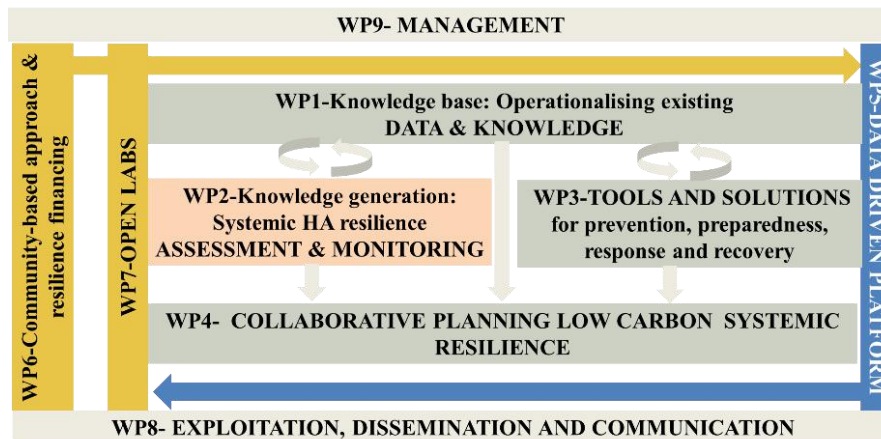 WP9- MANAGEMENT
WP6-Community-based approach &
resilience financing
WP7-OPEN LABS
WP1-Knowledge base: Operationalising existing
DATA & KNOWLEDGE
WP2-Knowledge generation:
Systemic HA resilience
ASSESSMENT & MONITORING
WP3-TOOLS AND SOLUTIONS
for prevention, preparedness,
response and recovery
WP4- COLLABORATIVE PLANNING LOW CARBON SYSTEMIC
RESILIENCE
WP5-DATA DRIVEN PLATFORM
WP8- EXPLOITATION, DISSEMINATION AND COMMUNICATION